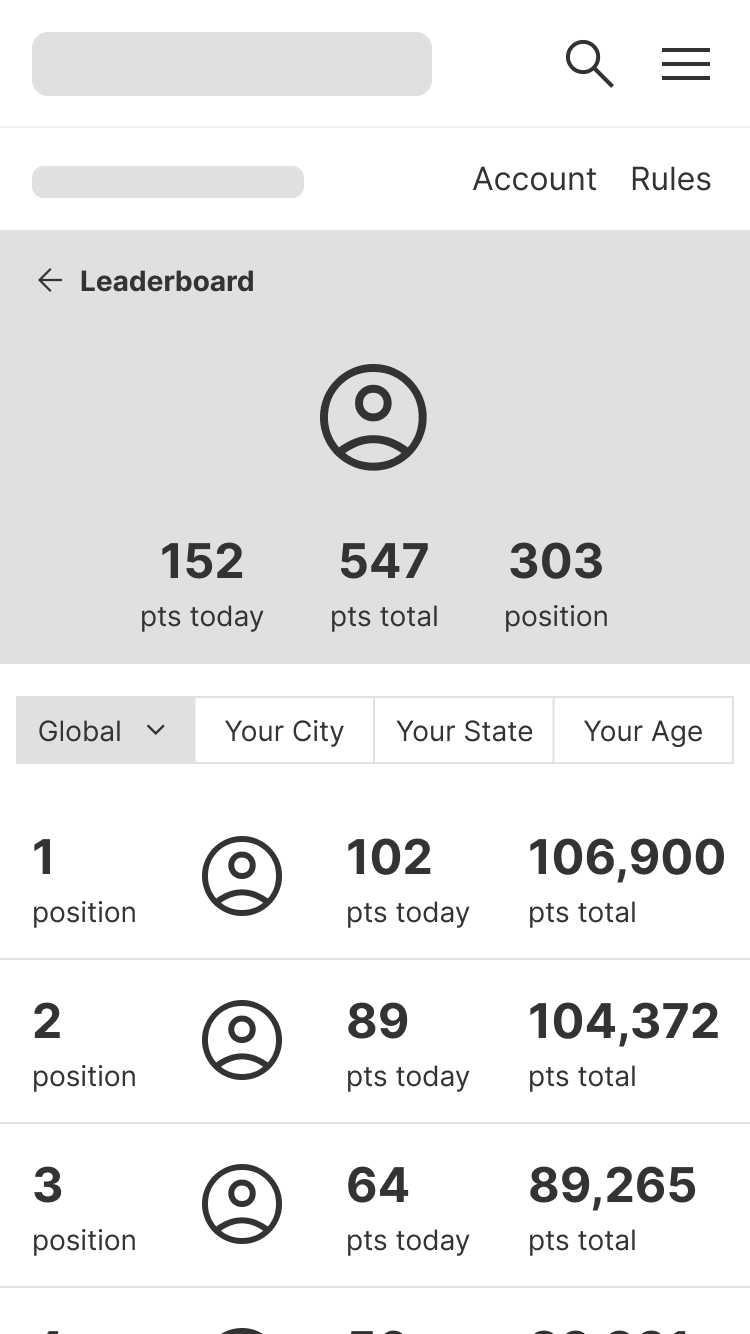 Account Rules
Leaderboard
152 547 303
pts today pts total position
Global Your City Your State Your Age
1 102 106,900
position pts today pts total
2 89 104,372
position pts today pts total
3 64 89,265
position pts today pts total